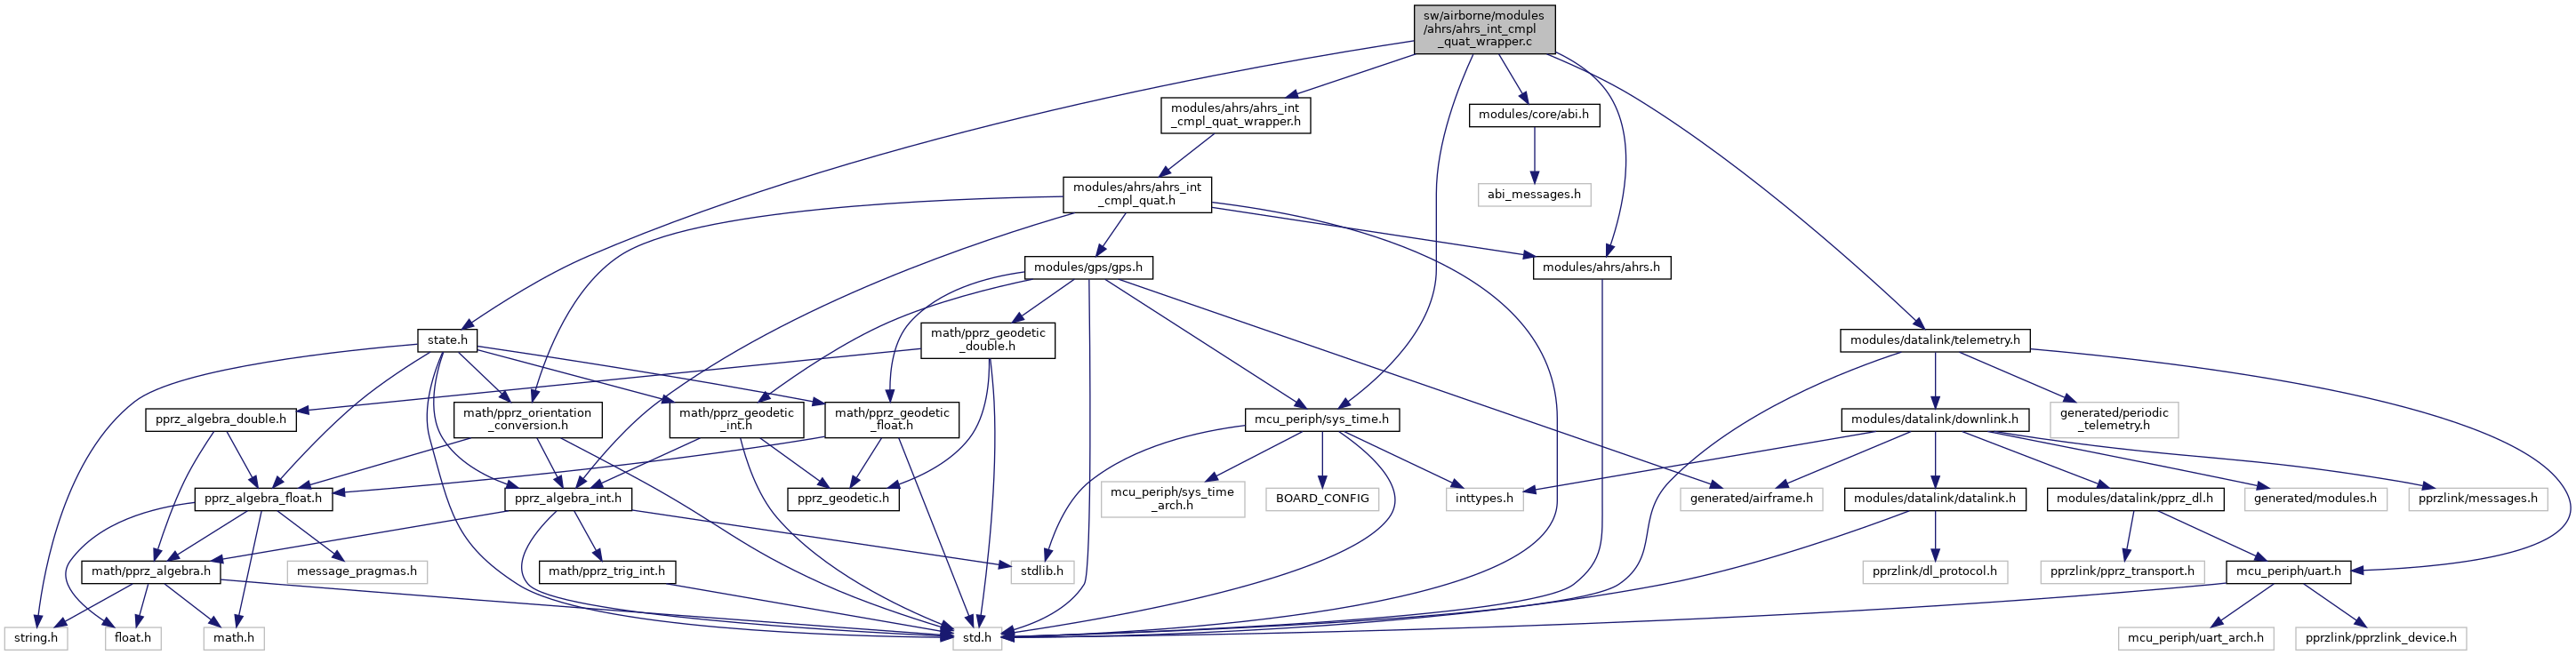 sw/airborne/modules
/ahrs/ahrs_int_cmpl
_quat_wrapper.c
modules/ahrs/ahrs_int
_cmpl_quat_wrapper.h
modules/core/abi.h
modules/ahrs/ahrs_int
_cmpl_quat.h
abi_messages.h
modules/gps/gps.h
modules/ahrs/ahrs.h
state.h
math/pprz_geodetic
_double.h
modules/datalink/telemetry.h
pprz_algebra_double.h
math/pprz_orientation
_conversion.h
math/pprz_geodetic
_int.h
math/pprz_geodetic
_float.h
mcu_periph/sys_time.h
modules/datalink/downlink.h
generated/periodic
_telemetry.h
pprz_algebra_float.h
pprz_algebra_int.h
pprz_geodetic.h
mcu_periph/sys_time
_arch.h
BOARD_CONFIG
inttypes.h
generated/airframe.h
modules/datalink/datalink.h
modules/datalink/pprz_dl.h
generated/modules.h
pprzlink/messages.h
math/pprz_algebra.h
message_pragmas.h
math/pprz_trig_int.h
stdlib.h
pprzlink/dl_protocol.h
pprzlink/pprz_transport.h
mcu_periph/uart.h
string.h
float.h
math.h
std.h
mcu_periph/uart_arch.h
pprzlink/pprzlink_device.h